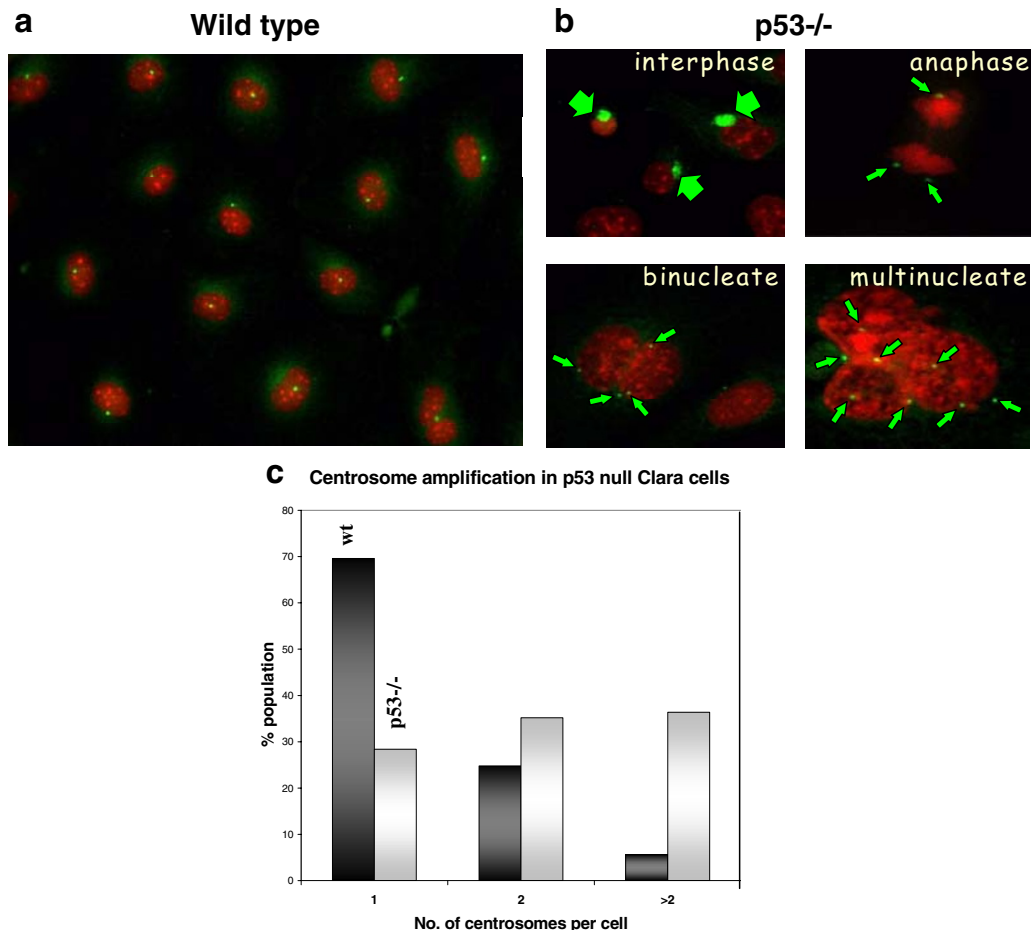 a Wild type
b p53-/-
interphase
anaphase
binucleate
multinucleate
c Centrosome amplification in p53 null Clara cells
80
70
60
50
40
30
20
10
0
% population
wt
p53-/-
1 2 >2
No. of centrosomes per cell